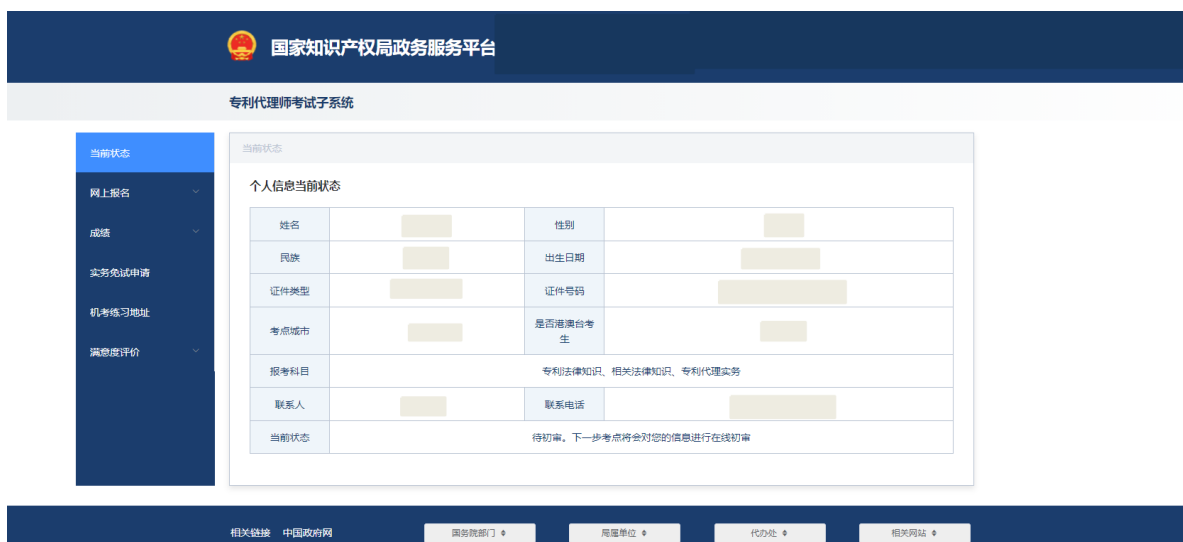 国家知识产权局政务服务平台
专利代理师考试子系统
当前状态
网上报名
成绩
实务免试申请
机考练习地址
满意度评价
当前状态
个人信息当前状态
姓名 性别
民族 出生日期
证件类型 证件号码
考点城市 是否港澳台考
生
报考科目 专利法律知识、相关法律知识、专利代理实务
联系人 联系电话
当前状态 待初审。下一步考点将会对您的信息进行在线初审
相关链接 中国政府网 国务院部门 局属单位 代办处 相关网站